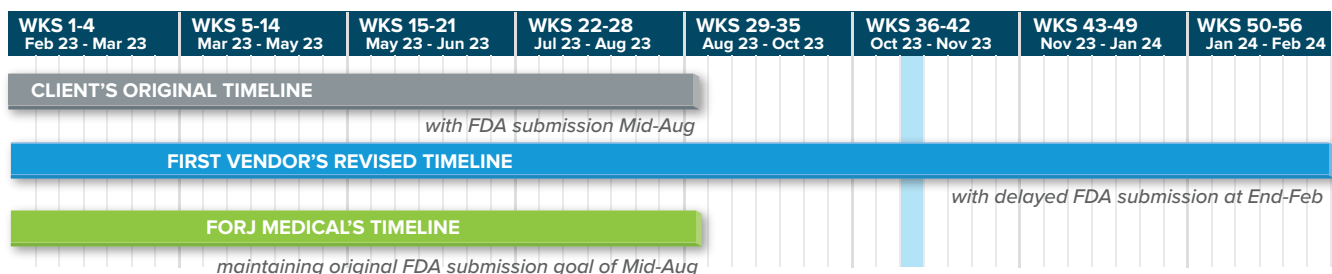 WKS 1-4 WKS 5-14 WKS 15-21 WKS 22-28 WKS 29-35 WKS 36-42 WKS 43-49 WKS 50-56
Feb 23 - Mar 23 Mar 23 - May 23 May 23 - Jun 23 Jul 23 - Aug 23 Aug 23 - Oct 23 Oct 23 - Nov 23 Nov 23 - Jan 24 Jan 24 - Feb 24
CLIENT'S ORIGINAL TIMELINE
with FDA submission Mid-Aug
FIRST VENDOR'S REVISED TIMELINE
with delayed FDA submission at End-Feb
FORJ MEDICAL'S TIMELINE
maintaining original FDA submission goal of Mid-Aug